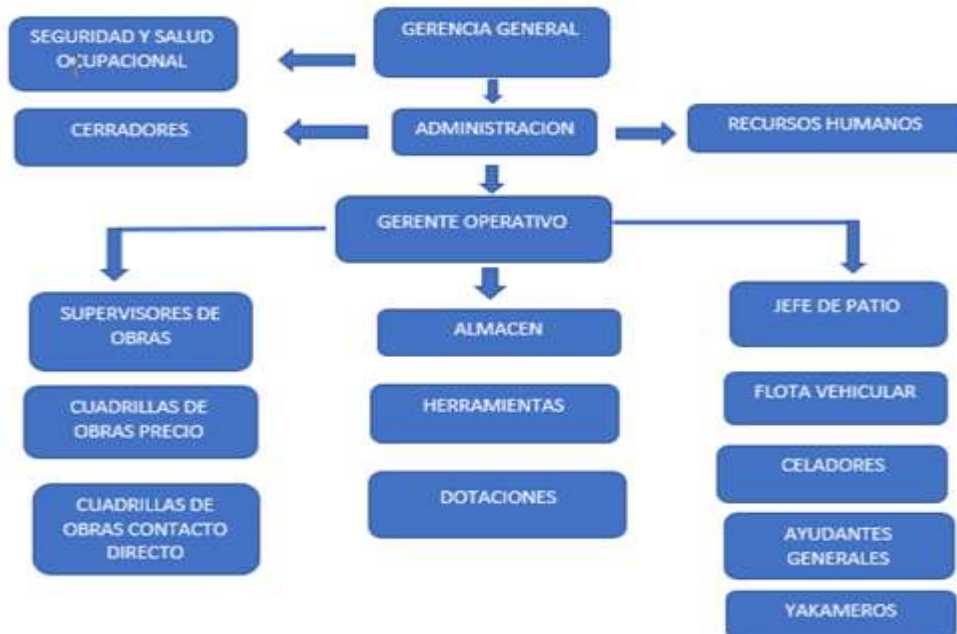 SEGURIDAD Y SALUD
OCUPACIONAL
GERENCIA GENERAL
CERRADORES
ADMINISTRACION
RECURSOS HUMANOS
GERENTE OPERATIVO
SUPERVISORES DE
OBRAS
ALMACEN
JEFE DE PATIO
CUADRILLAS DE
OBRAS PRECIO
HERRAMIENTAS
FLOTA VEHICULAR
CUADRILLAS DE
OBRAS CONTACTO
DIRECTO
DOTACIONES
CELADORES
AYUDANTES
GENERALES
YAKAMEROS